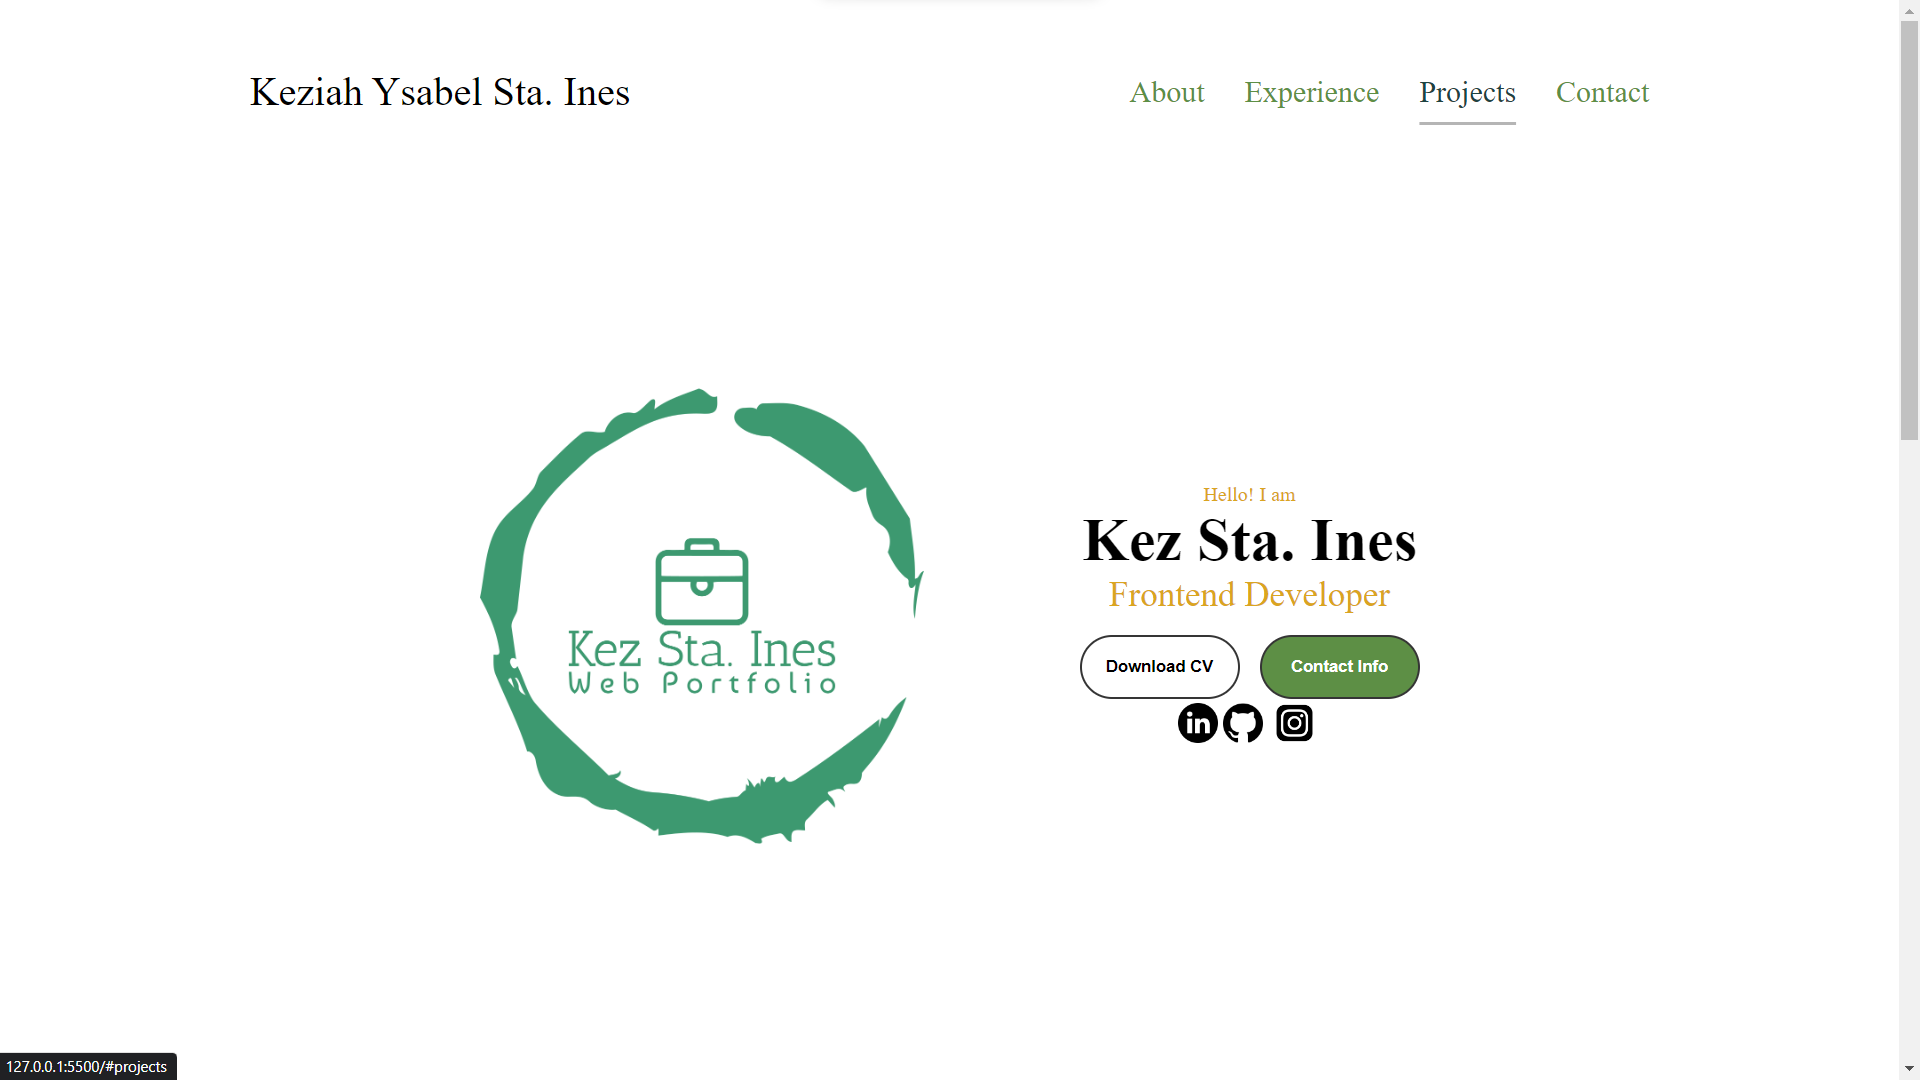 Keziah Ysabel Sta. Ines
About Experience Projects Contact
Kez Sta. Ines
Web Portfolio
Hello! I am
Kez Sta. Ines
Frontend Developer
Download CV Contact Info
in
127.0.0.1:5500/#projects